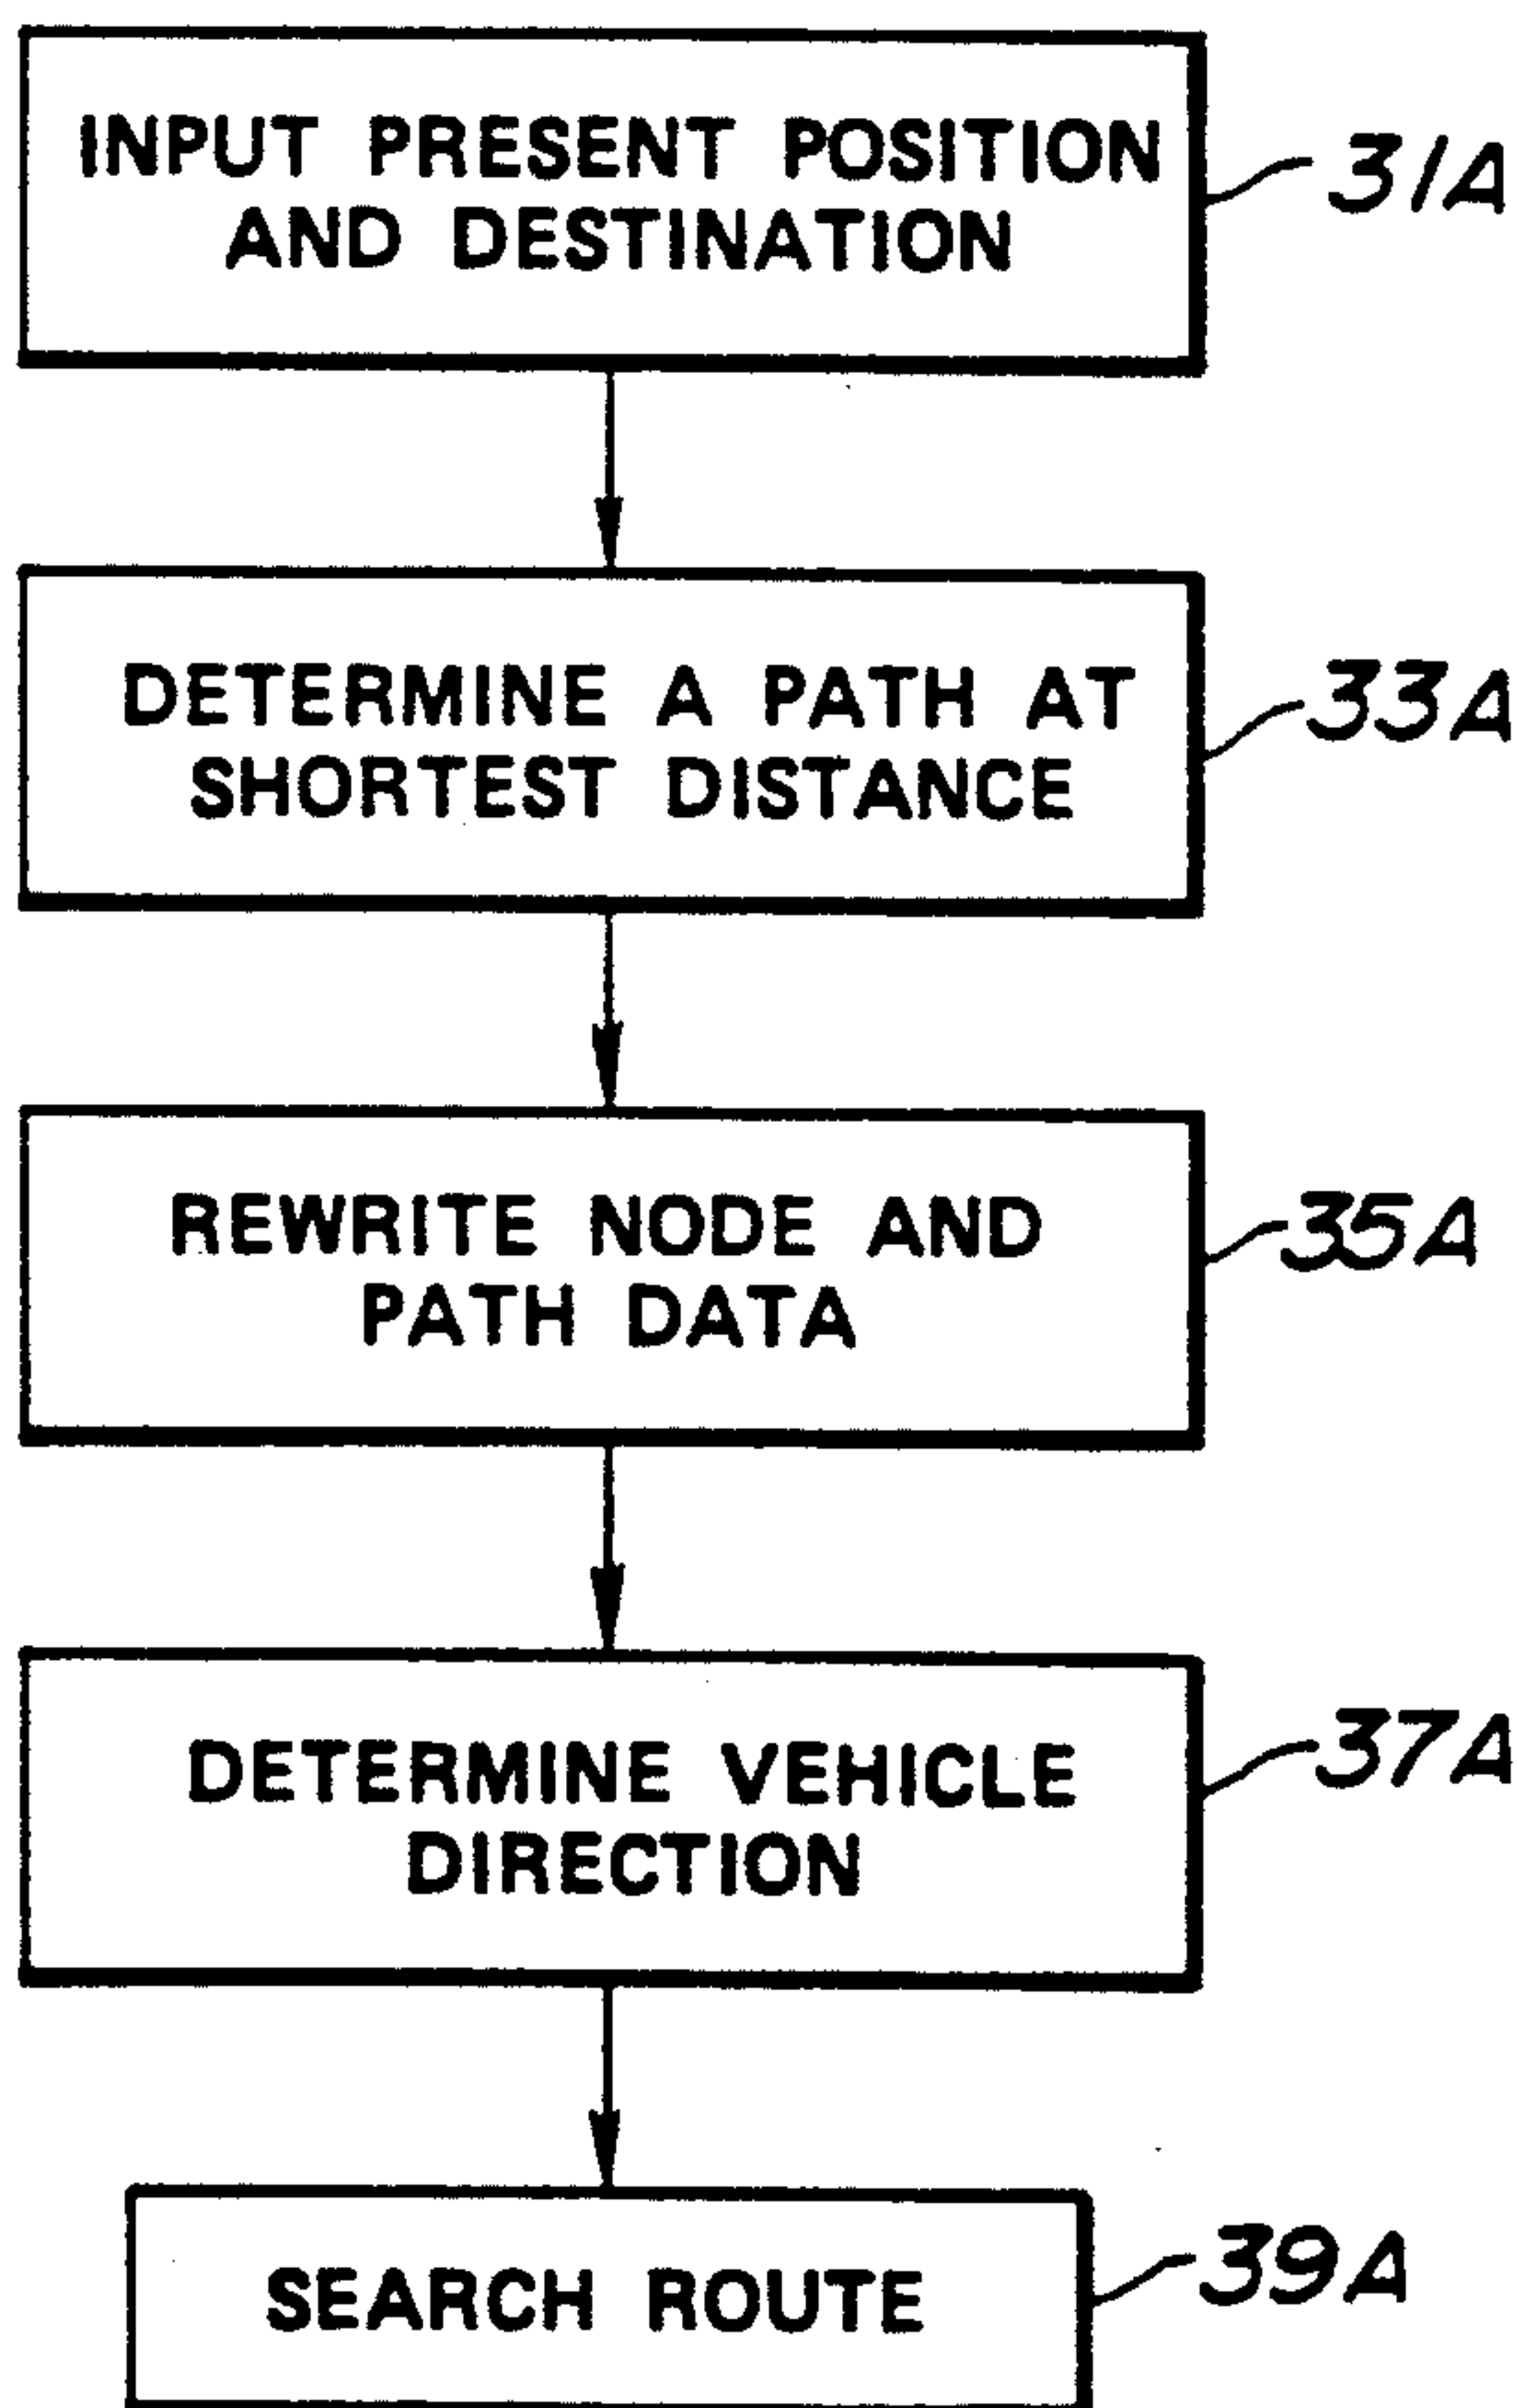 INPUT PRESENT POSITION
AND DESTINATION
31A
DETERMINE A PATH AT
SHORTEST DISTANCE
33A
REWRITE NODE AND
PATH DATA
35A
DETERMINE VEHICLE
DIRECTION
37A
SEARCH ROUTE
39A